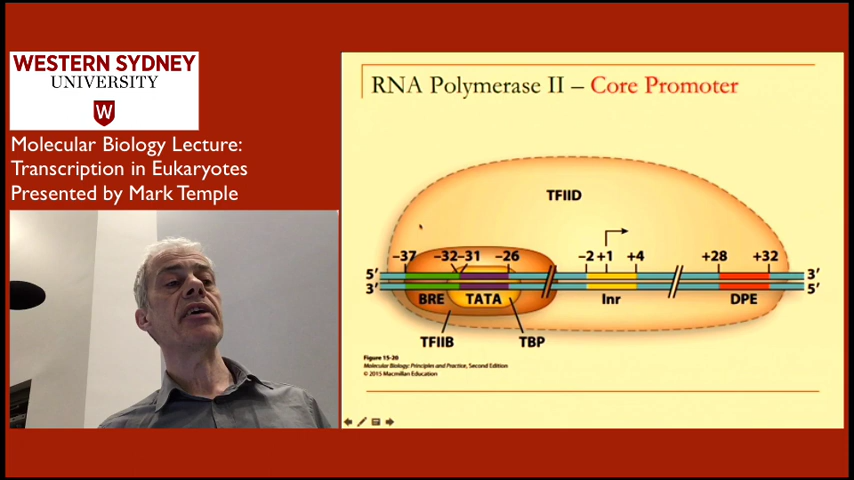 WESTERN SYDNEY
UNIVERSITY
W
Molecular Biology Lecture:
Transcription in Eukaryotes
Presented by Mark Temple
RNA Polymerase II – Core Promoter
TFIID
–37 –32 –31 –26 –2 +1 +4 +28 +32
5' 3'
3' 5'
BRE TATA Inr DPE
TFIIB TBP
Figure 15-20
Molecular Biology: Principles and Practice, Second Edition
© 2015 Macmillan Education